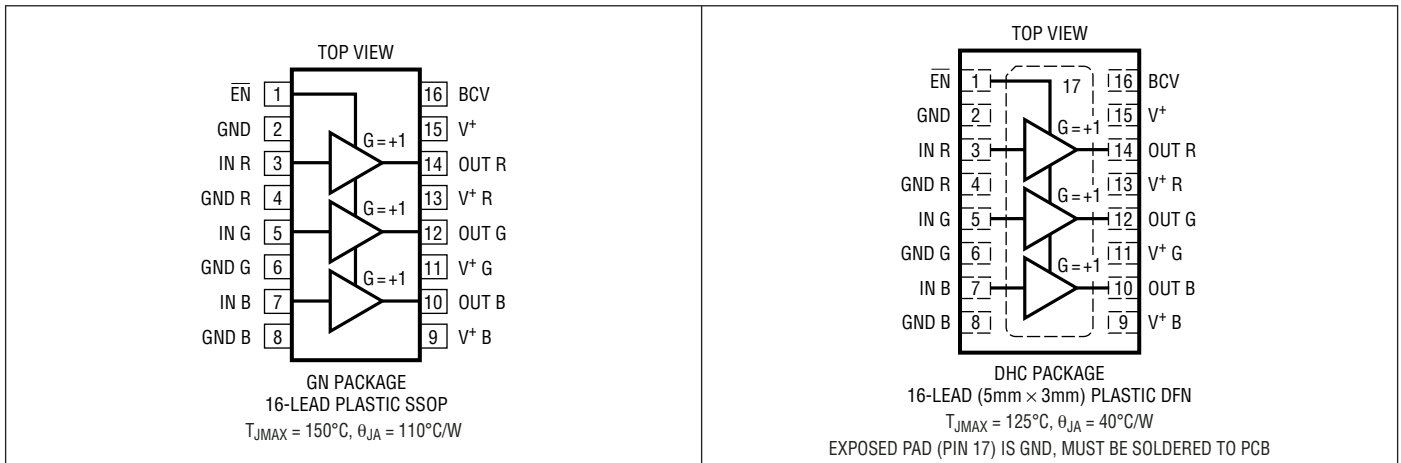 TOP VIEW
EN 1 16 BCV
GND 2 15 V+
G = +1
IN R 3 14 OUT R
GND R 4 13 V+ R
G = +1
IN G 5 12 OUT G
GND G 6 11 V+ G
G = +1
IN B 7 10 OUT B
GND B 8 9 V+ B
GN PACKAGE
16-LEAD PLASTIC SSOP
TJMAX = 150°C, θJA = 110°C/W
TOP VIEW
EN 1 17 16 BCV
GND 2 15 V+
G = +1
IN R 3 14 OUT R
GND R 4 13 V+ R
G = +1
IN G 5 12 OUT G
GND G 6 11 V+ G
G = +1
IN B 7 10 OUT B
GND B 8 9 V+ B
DHC PACKAGE
16-LEAD (5mm × 3mm) PLASTIC DFN
TJMAX = 125°C, θJA = 40°C/W
EXPOSED PAD (PIN 17) IS GND, MUST BE SOLDERED TO PCB